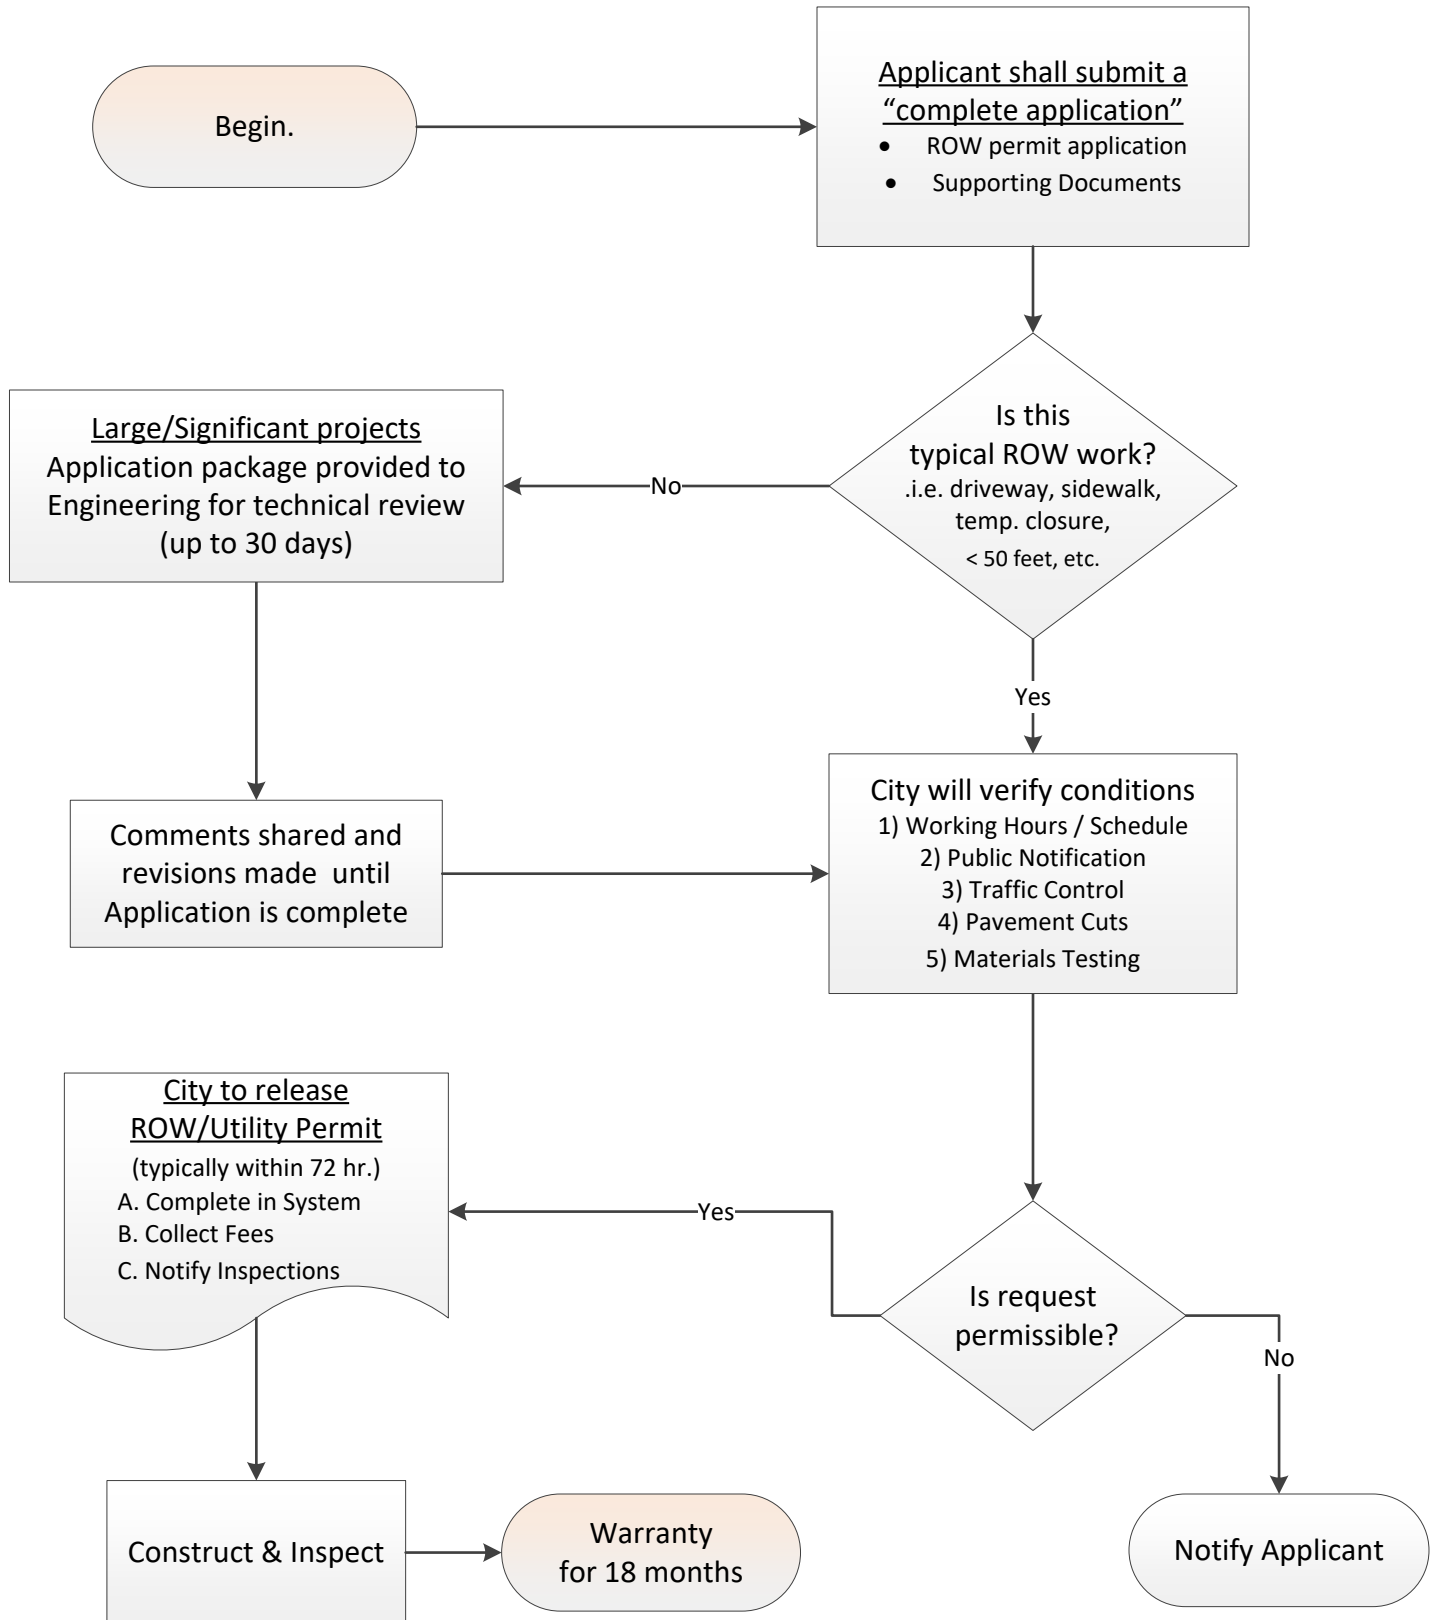 Begin.
Applicant shall submit a
“complete application”
• ROW permit application
• Supporting Documents
Is this
typical ROW work?
.i.e. driveway, sidewalk,
temp. closure,
< 50 feet, etc.
No
Large/Significant projects
Application package provided to
Engineering for technical review
(up to 30 days)
Yes
Comments shared and
revisions made  until
Application is complete
City will verify conditions
1) Working Hours / Schedule
2) Public Notification
3) Traffic Control
4) Pavement Cuts
5) Materials Testing
Is request
permissible?
Yes
City to release
ROW/Utility Permit
(typically within 72 hr.)
A. Complete in System
B. Collect Fees
C. Notify Inspections
No
Construct & Inspect
Warranty
for 18 months
Notify Applicant